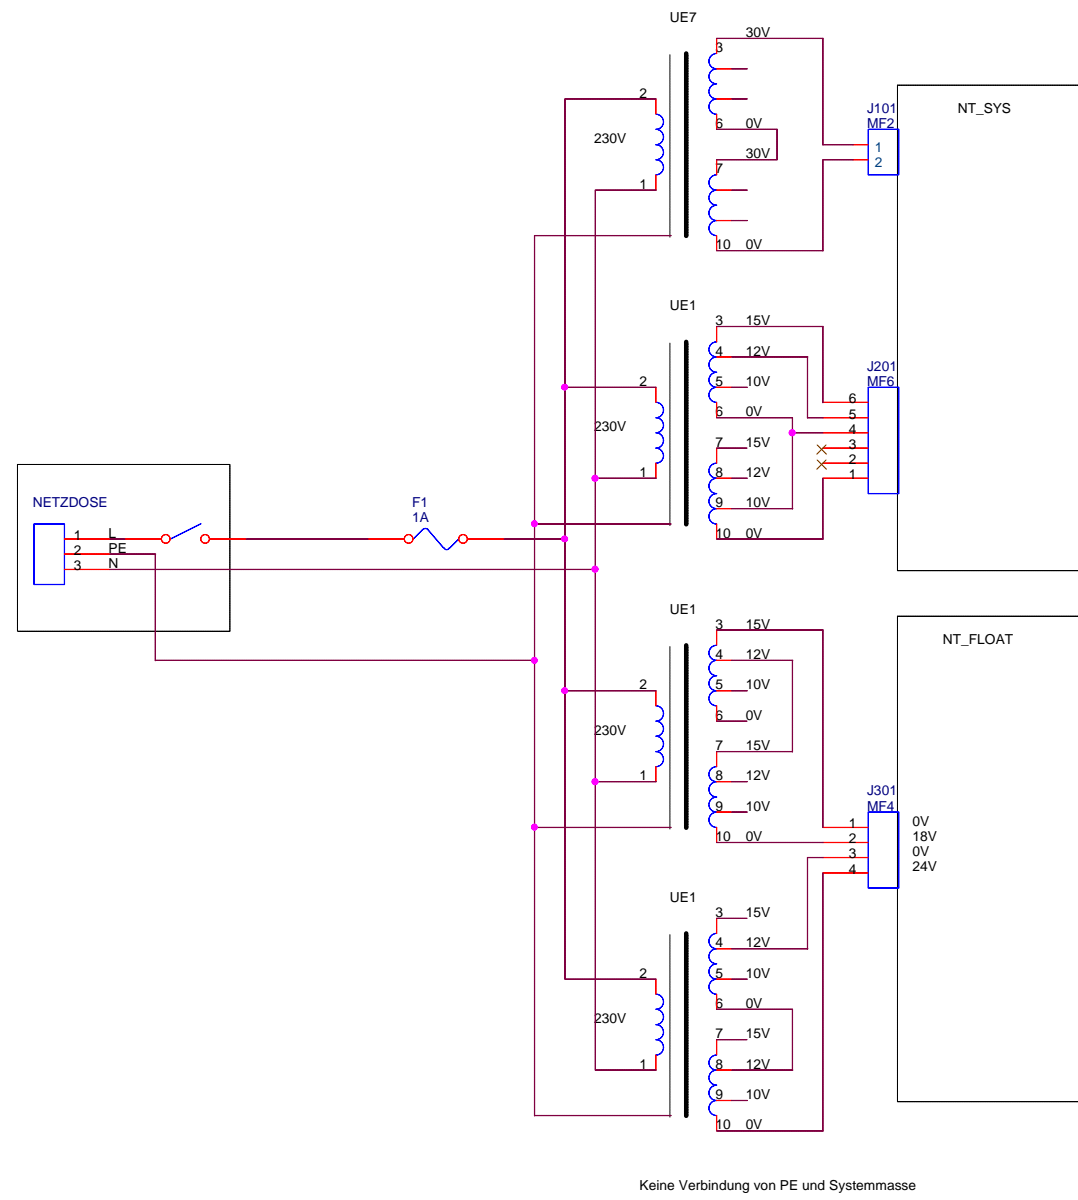 UE7
3 30V
2
230V
6 0V
30V
7
1
10 0V
J101
MF2
1
2
NT_SYS
UE1
3 15V
4 12V
2
5 10V
6 0V
230V
7 15V
1
8 12V
9 10V
10 0V
J201
MF6
6
5
4
3
2
1
NETZDOSE
1 L
2 PE
3 N
F1
1A
UE1
3 15V
4 12V
2
5 10V
6 0V
230V
7 15V
1
8 12V
9 10V
10 0V
NT_FLOAT
J301
MF4
1 0V
2 18V
3 0V
4 24V
UE1
3 15V
4 12V
2
5 10V
6 0V
230V
7 15V
1
8 12V
9 10V
10 0V
Keine Verbindung von PE und Systemmasse